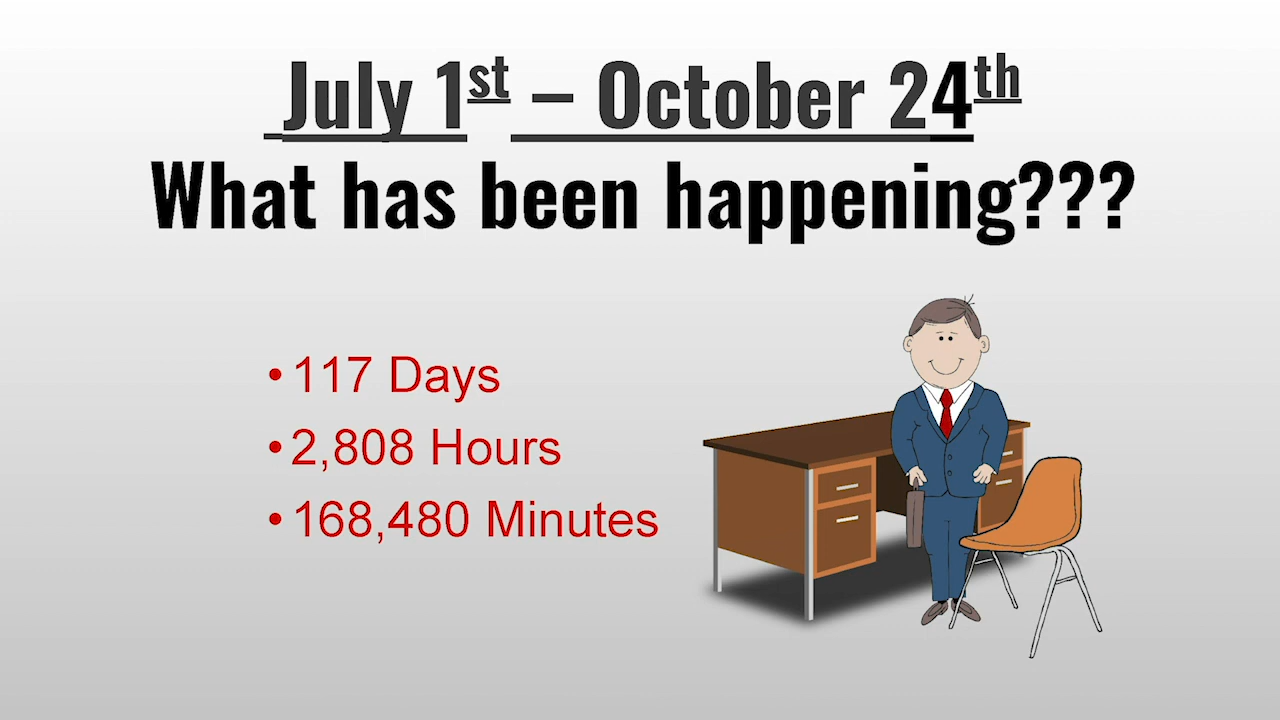 July 1st – October 24th
What has been happening???
•117 Days
•2,808 Hours
•168,480 Minutes